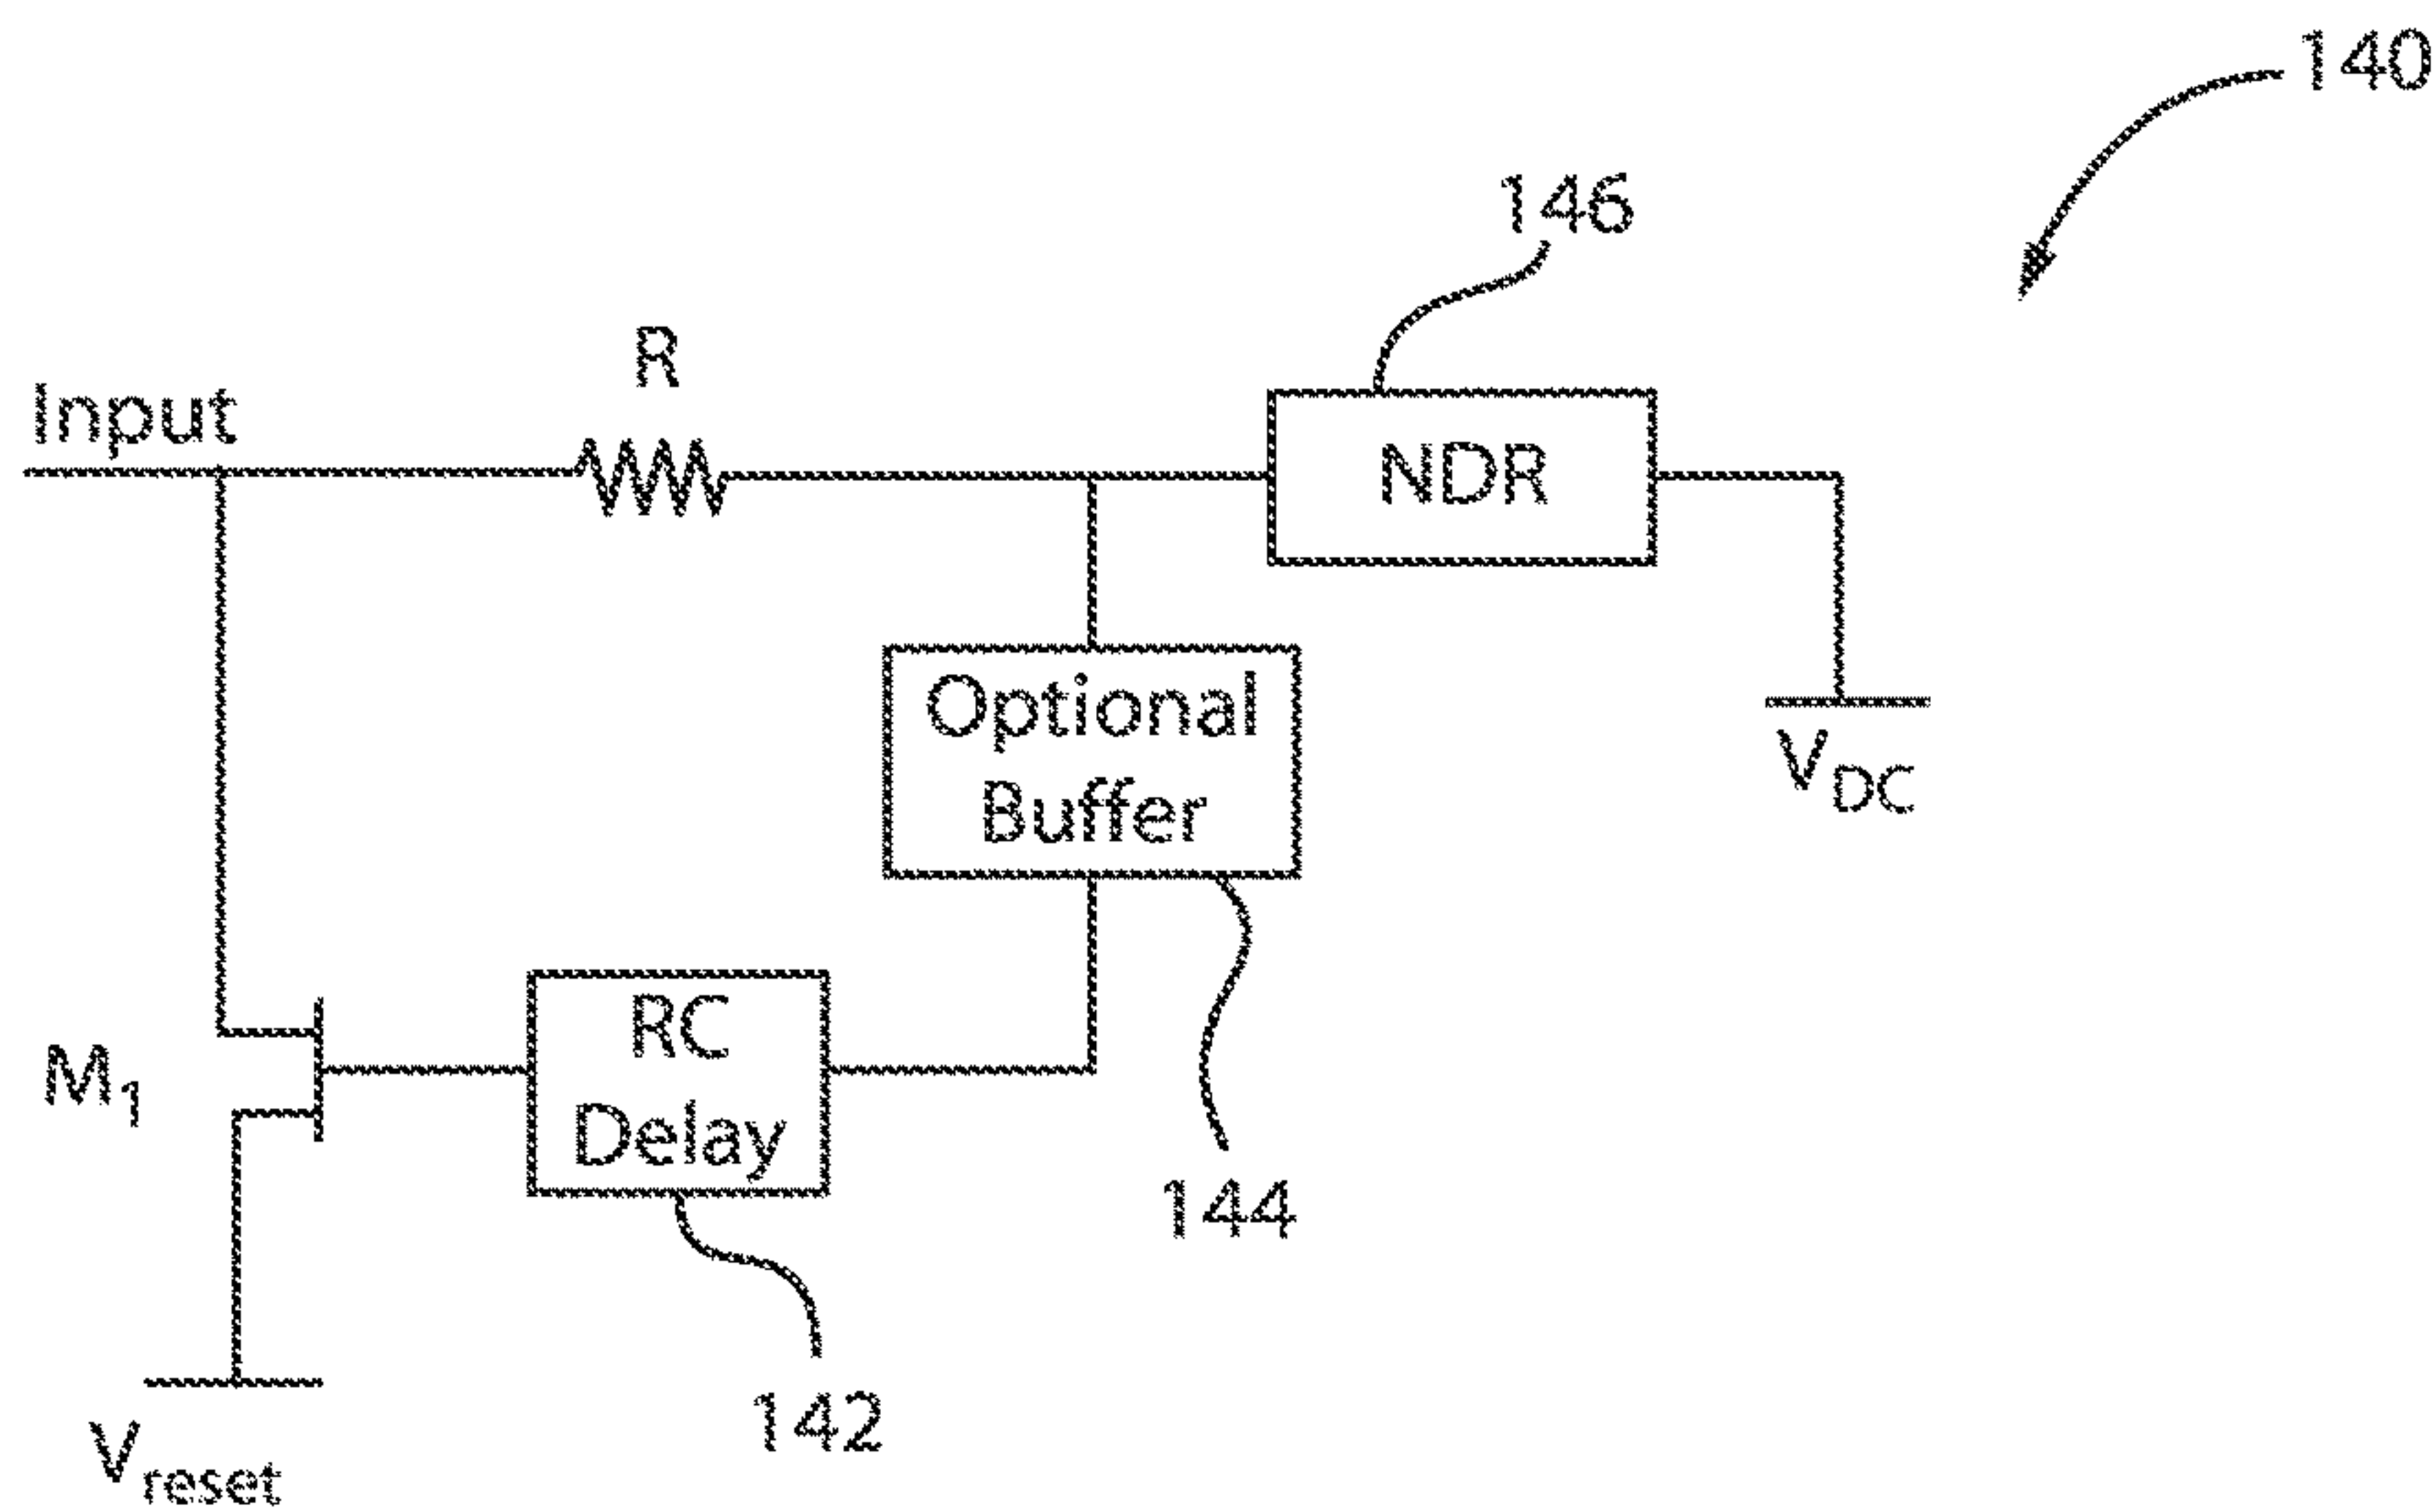 140
146
R
Input
NDR
Optional
Buffer
VDC
RC
Delay
M1
144
142
Vreset